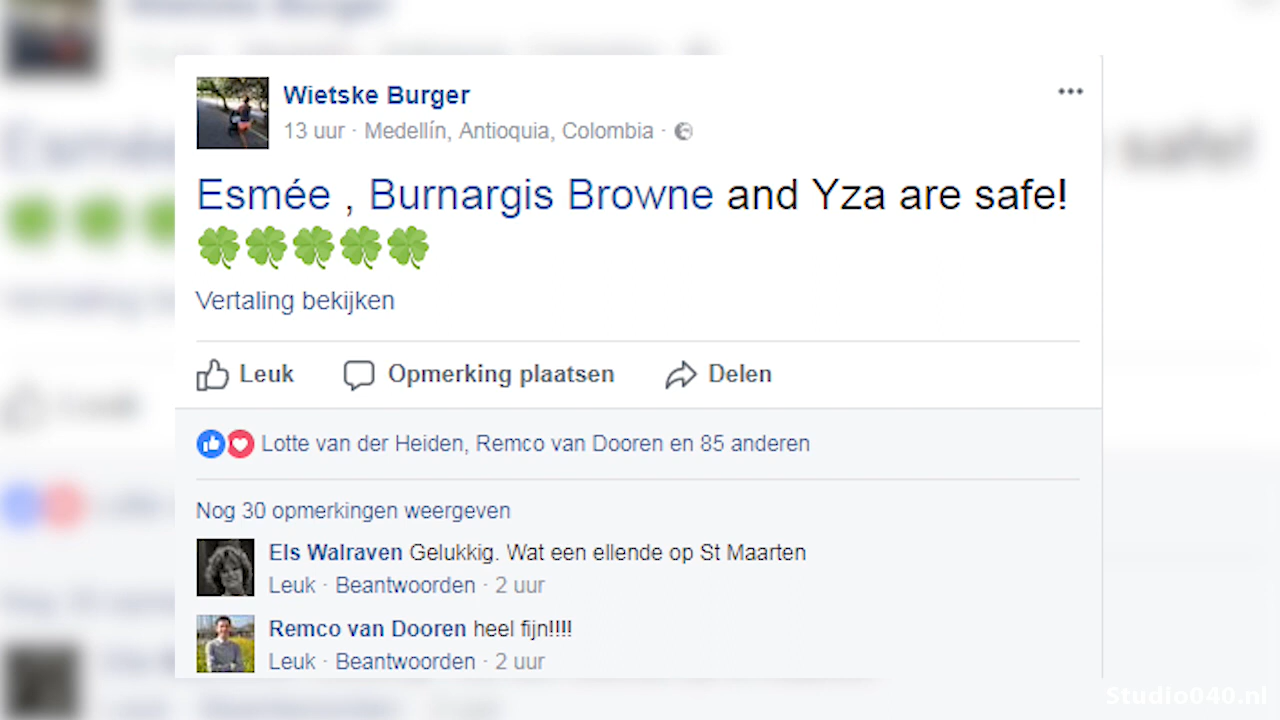 Wietske Burger
13 uur · Medellín, Antioquia, Colombia ·
Esmée , Burnargis Browne and Yza are safe!
🍀🍀🍀🍀🍀
Vertaling bekijken
Leuk Opmerking plaatsen Delen
Lotte van der Heiden, Remco van Dooren en 85 anderen
Nog 30 opmerkingen weergeven
Els Walraven Gelukkig. Wat een ellende op St Maarten
Leuk · Beantwoorden · 2 uur
Remco van Dooren heel fijn!!!!
Leuk · Beantwoorden · 2 uur
Studio040.nl